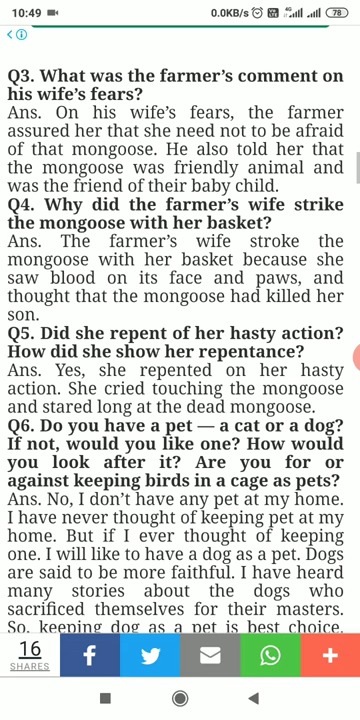 10:49
0.0KB/s
4G
78
Q3. What was the farmer's comment on
his wife's fears?
Ans. On his wife's fears, the farmer
assured her that she need not to be afraid
of that mongoose. He also told her that
the mongoose was friendly animal and
was the friend of their baby child.
Q4. Why did the farmer's wife strike
the mongoose with her basket?
Ans. The farmer's wife stroke the
mongoose with her basket because she
saw blood on its face and paws, and
thought that the mongoose had killed her
son.
Q5. Did she repent of her hasty action?
How did she show her repentance?
Ans. Yes, she repented on her hasty
action. She cried touching the mongoose
and stared long at the dead mongoose.
Q6. Do you have a pet — a cat or a dog?
If not, would you like one? How would
you look after it? Are you for or
against keeping birds in a cage as pets?
Ans. No, I don't have any pet at my home.
I have never thought of keeping pet at my
home. But if I ever thought of keeping
one. I will like to have a dog as a pet. Dogs
are said to be more faithful. I have heard
many stories about the dogs who
sacrificed themselves for their masters.
So, keeping dog as a pet is best choice.
16
SHARES